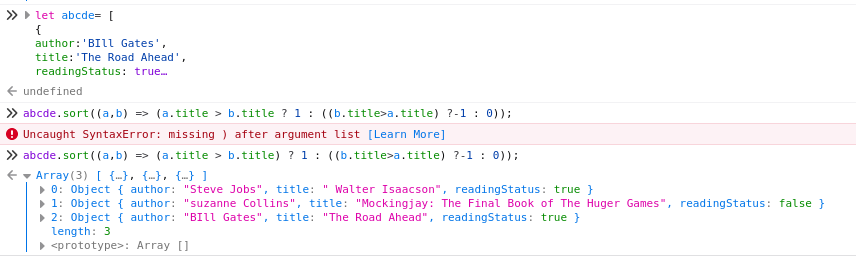 let abcde= [
{
author:'BIll Gates',
title:'The Road Ahead',
readingStatus: true…
undefined
abcde.sort((a,b) => (a.title > b.title ? 1 : ((b.title>a.title) ?-1 : 0));
Uncaught SyntaxError: missing ) after argument list [Learn More]
abcde.sort((a,b) => (a.title > b.title) ? 1 : ((b.title>a.title) ?-1 : 0));
Array(3) [ {…}, {…}, {…} ]
0: Object { author: "Steve Jobs", title: " Walter Isaacson", readingStatus: true }
1: Object { author: "suzanne Collins", title: "Mockingjay: The Final Book of The Huger Games", readingStatus: false }
2: Object { author: "BIll Gates", title: "The Road Ahead", readingStatus: true }
length: 3
<prototype>: Array []